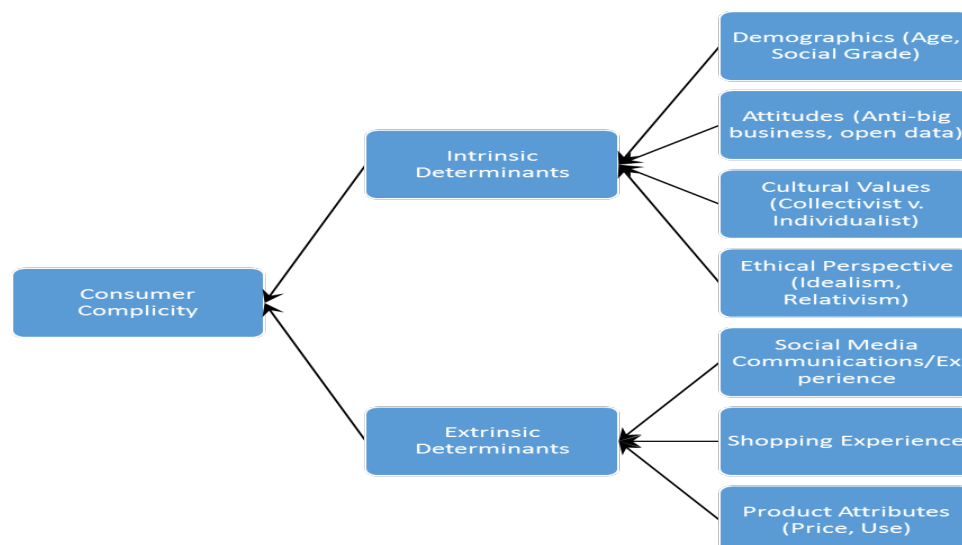 Demographics (Age,
Social Grade)
Attitudes (Anti-big
business, open data)
Intrinsic
Determinants
Cultural Values
(Collectivist v.
Individualist)
Ethical Perspective
(Idealism,
Relativism)
Consumer
Complicity
Social Media
Communications/Ex
perience
Extrinsic
Determinants
Shopping Experience
Product Attributes
(Price, Use)